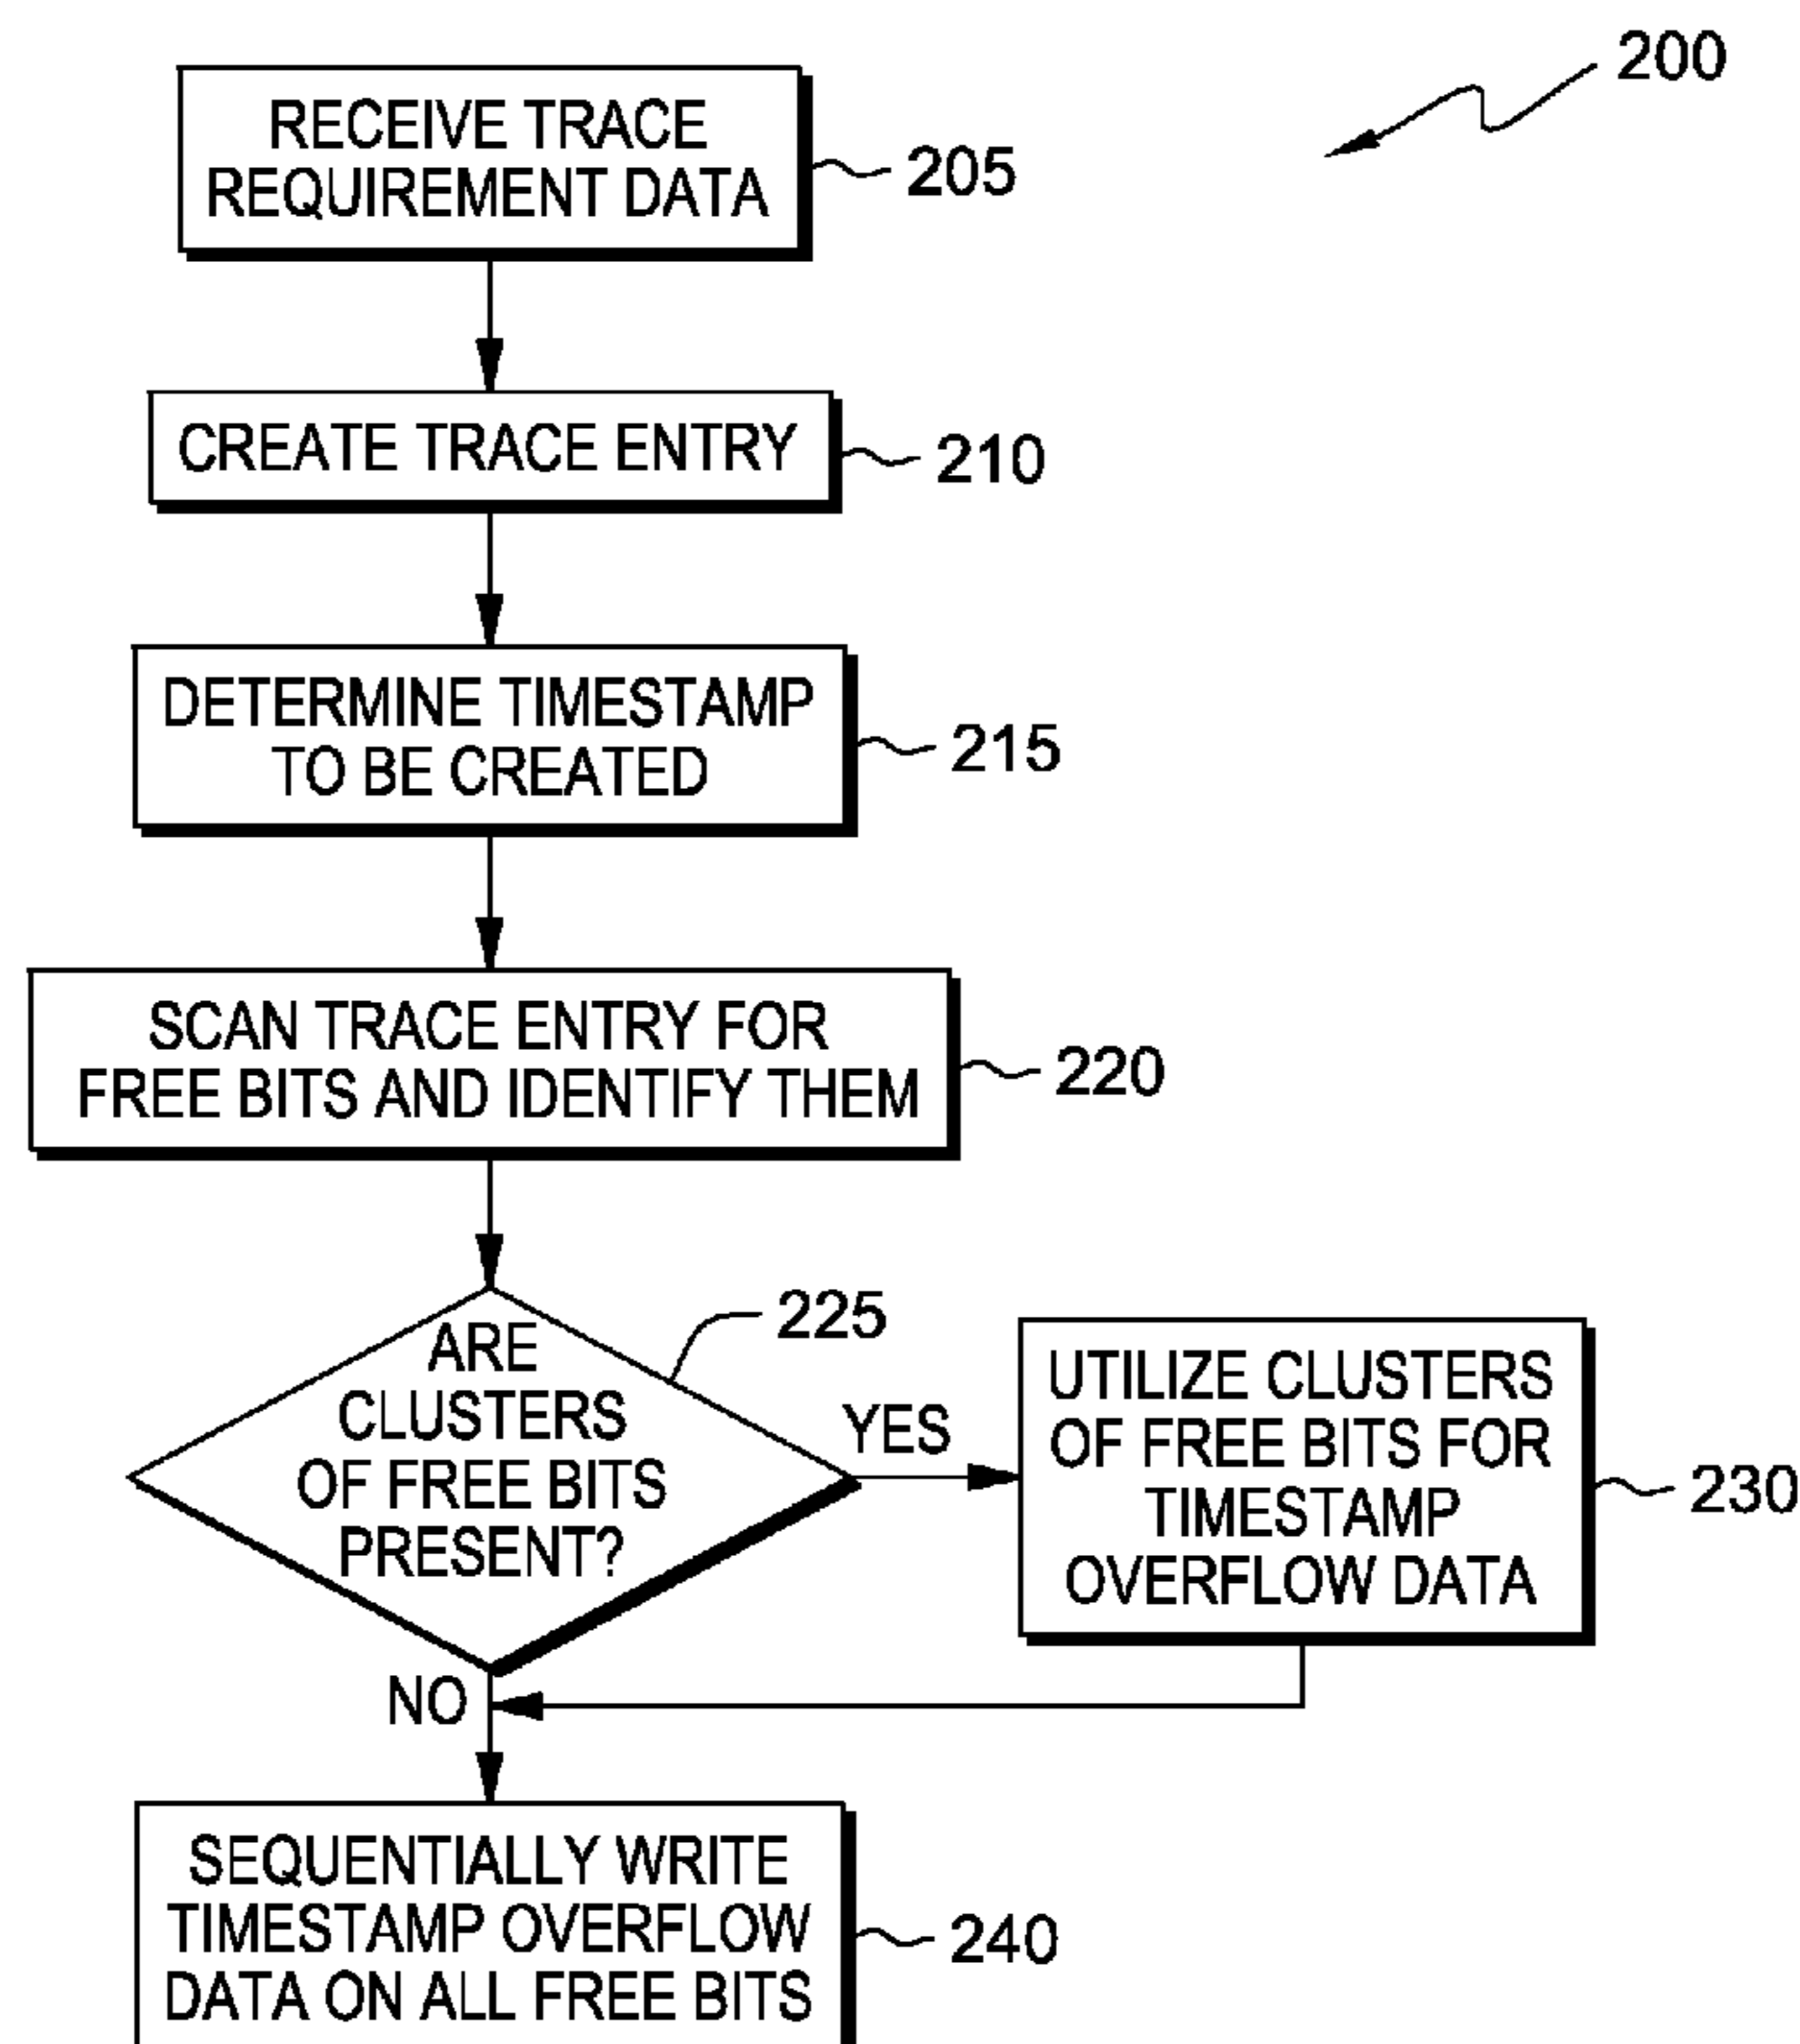 200
RECEIVE TRACE
REQUIREMENT DATA
205
CREATE TRACE ENTRY
210
DETERMINE TIMESTAMP
TO BE CREATED
215
SCAN TRACE ENTRY FOR
FREE BITS AND IDENTIFY THEM
220
ARE
CLUSTERS
OF FREE BITS
PRESENT?
225
YES
UTILIZE CLUSTERS
OF FREE BITS FOR
TIMESTAMP
OVERFLOW DATA
230
NO
SEQUENTIALLY WRITE
TIMESTAMP OVERFLOW
DATA ON ALL FREE BITS
240